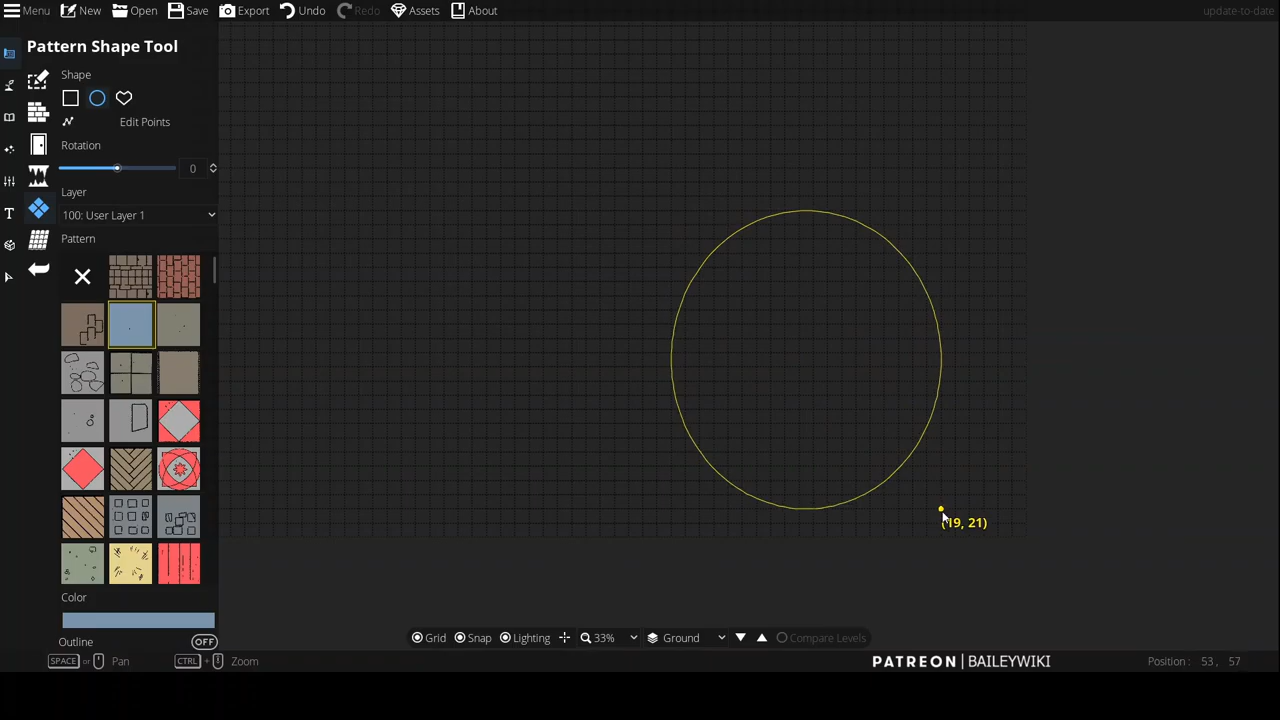 Menu New Open Save Export Undo Redo Assets About update-to-date
Pattern Shape Tool
Shape
Edit Points
Rotation
0
Layer
100: User Layer 1
Pattern
(19, 21)
Color
Outline OFF
Grid Snap Lighting 33% Ground Compare Levels
SPACE or Pan CTRL + Zoom PATREON | BAILEYWIKI Position : 53, 57